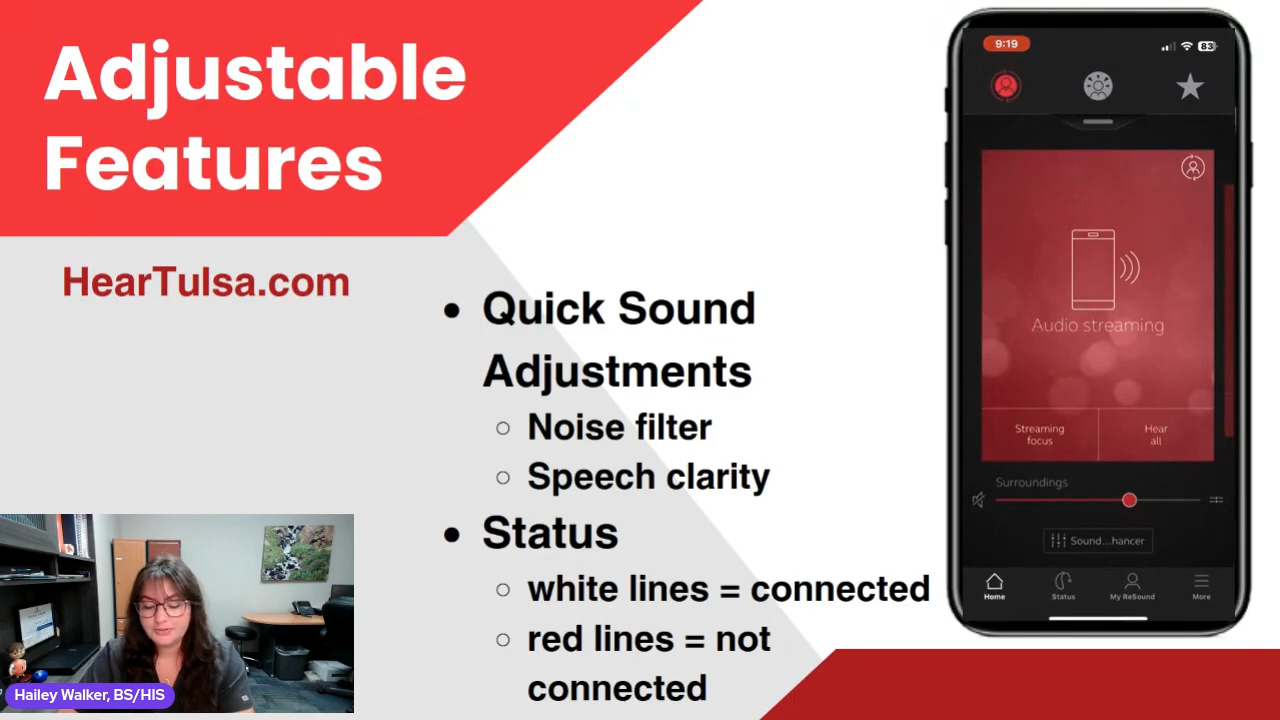 Adjustable
Features
HearTulsa.com
Quick Sound
Adjustments
Noise filter
Speech clarity
Status
white lines = connected
red lines = not
connected
Hailey Walker, BS/HIS
9:19
83
Audio streaming
Streaming
focus
Hear
all
Surroundings
Sound...hancer
Home
Status
My ReSound
More